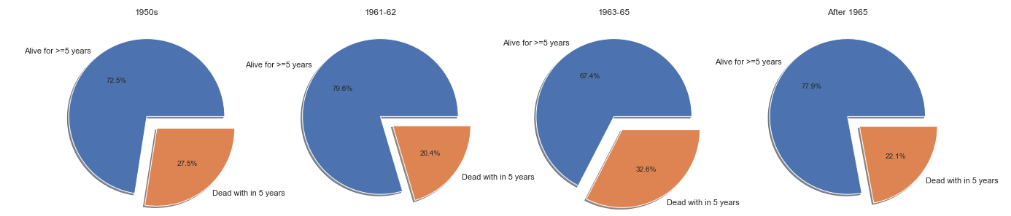 1950s
Alive for >=5 years
72.5%
27.5%
Dead with in 5 years
1961-62
Alive for >=5 years
79.6%
20.4%
Dead with in 5 years
1963-65
Alive for >=5 years
67.4%
32.6%
Dead with in 5 years
After 1965
Alive for >=5 years
77.9%
22.1%
Dead with in 5 years